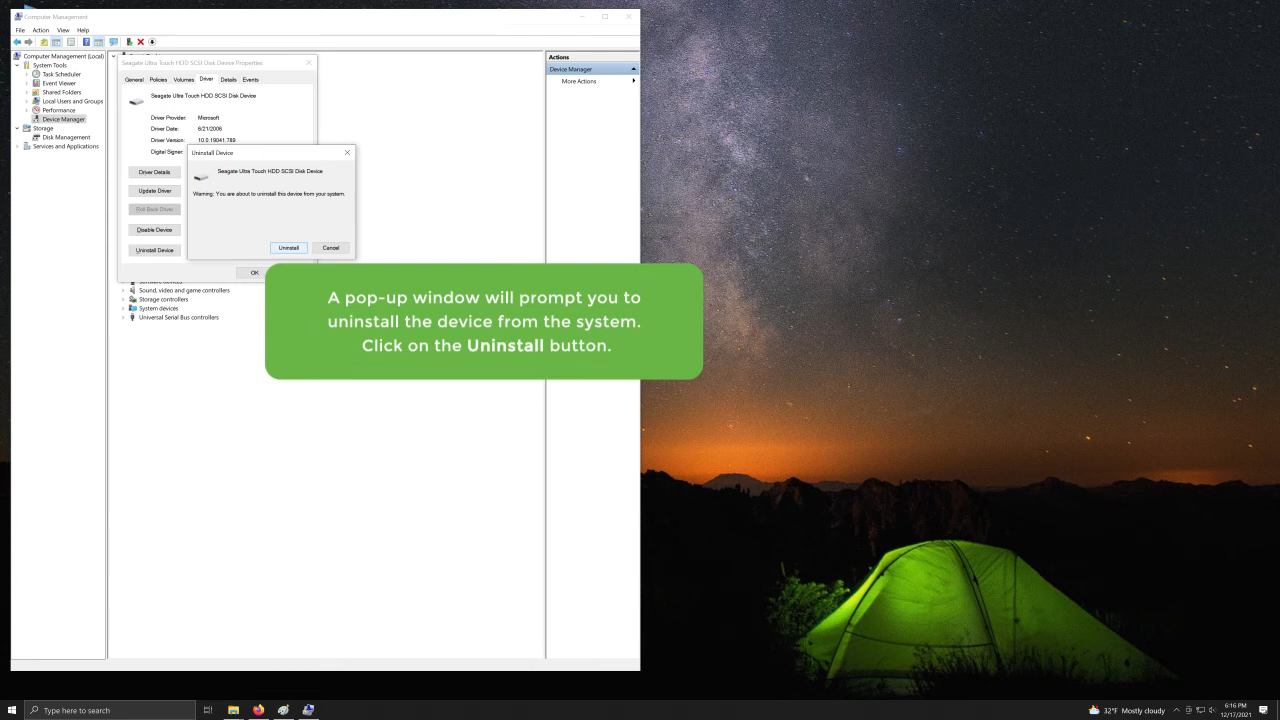 Computer Management
File Action View Help
Computer Management (Local)
System Tools
Task Scheduler
Event Viewer
Shared Folders
Local Users and Groups
Performance
Device Manager
Storage
Disk Management
Services and Applications
Seagate Ultra Touch HDD SCSI Disk Device Properties
General Policies Volumes Driver Details Events
Seagate Ultra Touch HDD SCSI Disk Device
Driver Provider: Microsoft
Driver Date: 6/21/2006
Driver Version: 10.0.19041.789
Digital Signer:
Driver Details
Update Driver
Roll Back Driver
Disable Device
Uninstall Device
OK
Uninstall Device
Seagate Ultra Touch HDD SCSI Disk Device
Warning: You are about to uninstall this device from your system.
Uninstall Cancel
Sound, video and game controllers
Storage controllers
System devices
Universal Serial Bus controllers
Actions
Device Manager
More Actions
A pop-up window will prompt you to
uninstall the device from the system.
Click on the Uninstall button.
Type here to search
32°F Mostly cloudy
6:16 PM
12/17/2021